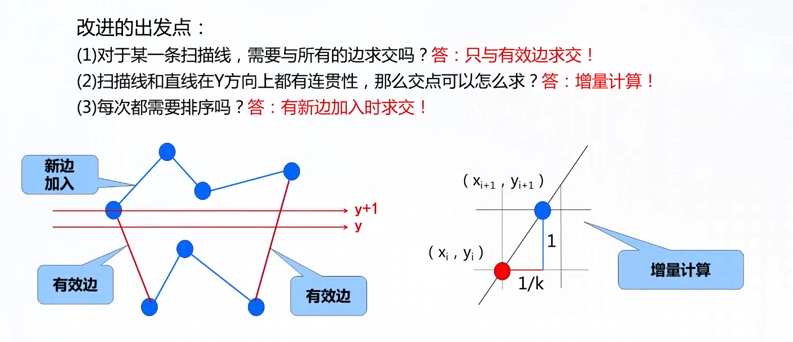 改进的出发点：
(1)对于某一条扫描线，需要与所有的边求交吗？答：只与有效边求交！
(2)扫描线和直线在Y方向上都有连贯性，那么交点可以怎么求？答：增量计算！
(3)每次都需要排序吗？答：有新边加入时求交！
新边
加入
y+1
y
有效边
有效边
(xi+1，yi+1)
(xi，yi)
1
1/k
增量计算